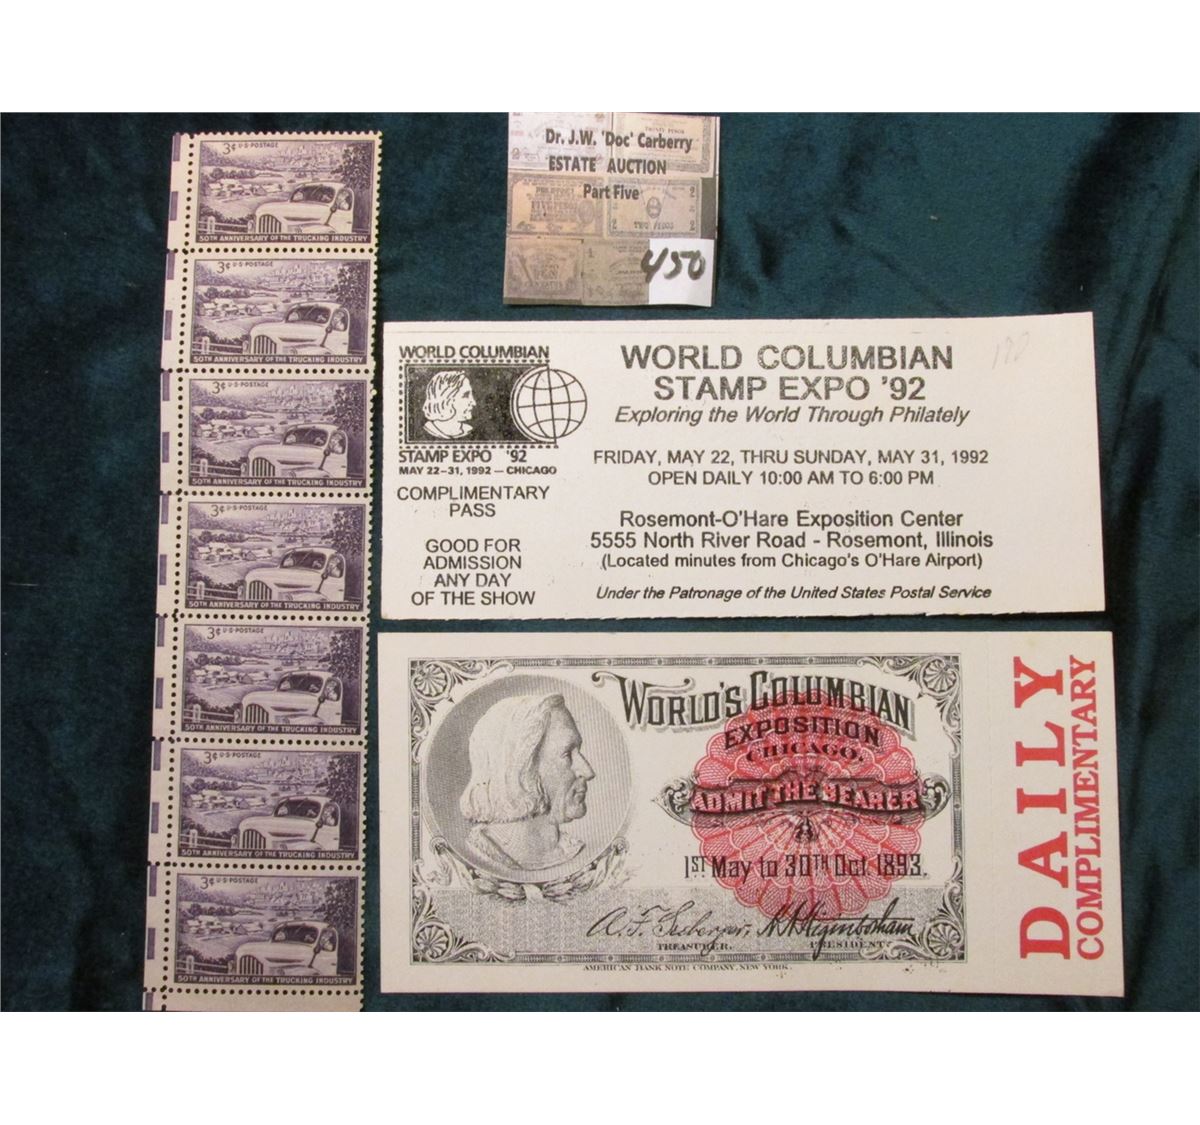 3¢ U·S·POSTAGE
50TH ANNIVERSARY OF THE TRUCKING INDUSTRY
3¢ U·S·POSTAGE
50TH ANNIVERSARY OF THE TRUCKING INDUSTRY
3¢ U·S·POSTAGE
50TH ANNIVERSARY OF THE TRUCKING INDUSTRY
3¢ U·S·POSTAGE
50TH ANNIVERSARY OF THE TRUCKING INDUSTRY
3¢ U·S·POSTAGE
50TH ANNIVERSARY OF THE TRUCKING INDUSTRY
3¢ U·S·POSTAGE
50TH ANNIVERSARY OF THE TRUCKING INDUSTRY
3¢ U·S·POSTAGE
50TH ANNIVERSARY OF THE TRUCKING INDUSTRY
Dr. J.W. 'Doc' Carberry
ESTATE AUCTION
Part Five
450
WORLD COLUMBIAN
STAMP EXPO '92
MAY 22-31, 1992 — CHICAGO
COMPLIMENTARY
PASS
GOOD FOR
ADMISSION
ANY DAY
OF THE SHOW
WORLD COLUMBIAN
STAMP EXPO '92
Exploring the World Through Philately
FRIDAY, MAY 22, THRU SUNDAY, MAY 31, 1992
OPEN DAILY 10:00 AM TO 6:00 PM
Rosemont-O'Hare Exposition Center
5555 North River Road - Rosemont, Illinois
(Located minutes from Chicago's O'Hare Airport)
Under the Patronage of the United States Postal Service
WORLD'S COLUMBIAN
EXPOSITION
CHICAGO.
ADMIT THE BEARER
1ST May to 30TH Oct. 1893.
A. F. Seeberger, H. N. Higinbotham
TREASURER. PRESIDENT.
AMERICAN BANK NOTE COMPANY, NEW YORK.
DAILY
COMPLIMENTARY